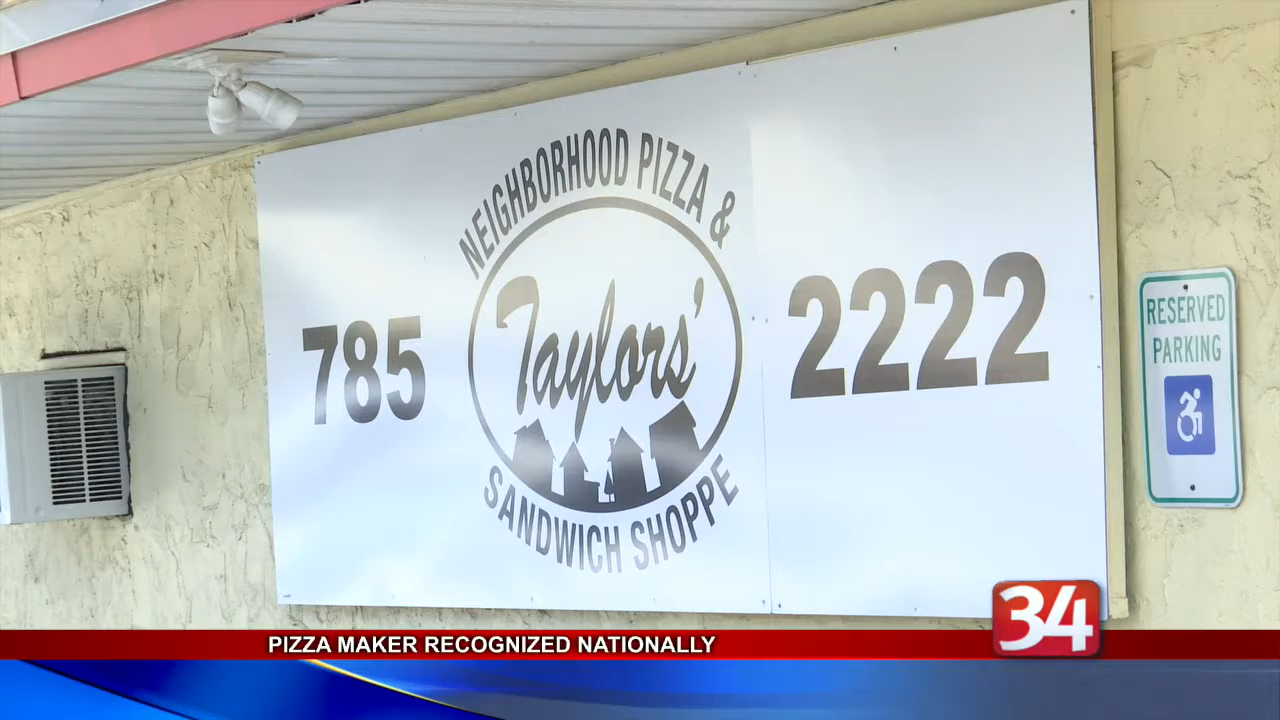 NEIGHBORHOOD PIZZA &
785
Taylors'
2222
SANDWICH SHOPPE
RESERVED
PARKING
34
PIZZA MAKER RECOGNIZED NATIONALLY